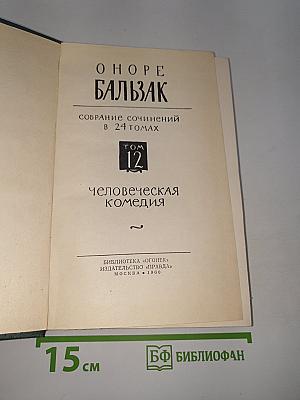 ОНОРЕ
БАЛЬЗАК
СОБРАНИЕ СОЧИНЕНИЙ
В 24 ТОМАХ
ТОМ
12
ЧЕЛОВЕЧЕСКАЯ
КОМЕДИЯ
БИБЛИОТЕКА «ОГОНЕК»
ИЗДАТЕЛЬСТВО «ПРАВДА»
МОСКВА • 1960
15 см
БФ БИБЛИОФАН